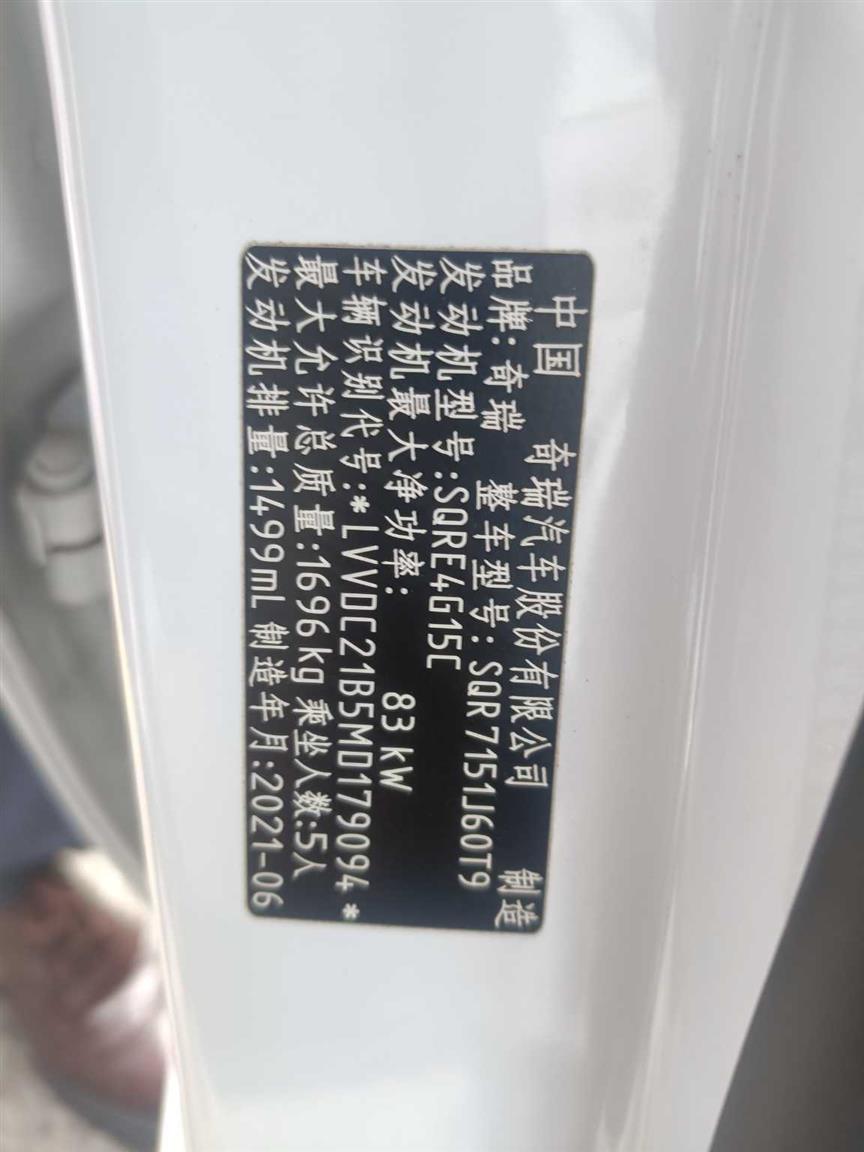 中国 奇瑞汽车股份有限公司 制造
品牌: 奇瑞 整车型号: SQR7151J60T9
发动机型号:SQRE4G15C
发动机最大净功率: 83 kW
车辆识别代号:*LVVDC21B5MD179094*
最大允许总质量:1696kg 乘坐人数:5人
发动机排量:1499mL 制造年月:2021-06